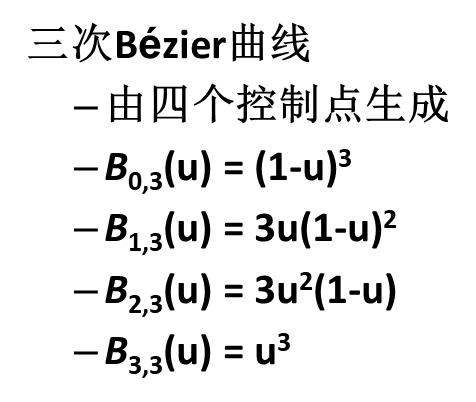 三次Bézier曲线
–由四个控制点生成
–B₀,₃(u) = (1-u)³
–B₁,₃(u) = 3u(1-u)²
–B₂,₃(u) = 3u²(1-u)
–B₃,₃(u) = u³